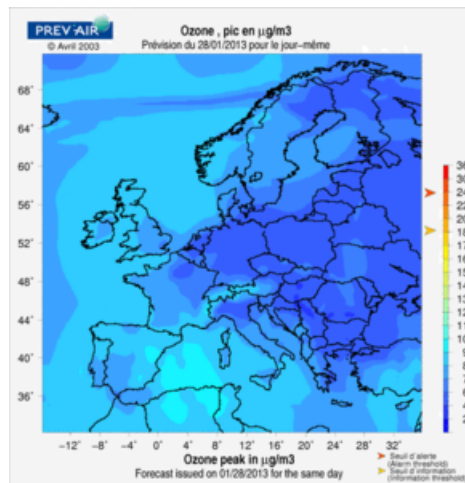 PREV'AIR
© Avril 2003
Ozone , pic en µg/m3
Prévision du 28/01/2013 pour le jour-même
68°
64°
60°
56°
52°
48°
44°
40°
36°
−12° −8° −4° 0° 4° 8° 12° 16° 20° 24° 28° 32°
Ozone peak in µg/m3
Forecast issued on 01/28/2013 for the same day
Seuil d'alerte
(Alarm threshold)
Seuil d'information
(Information threshold)